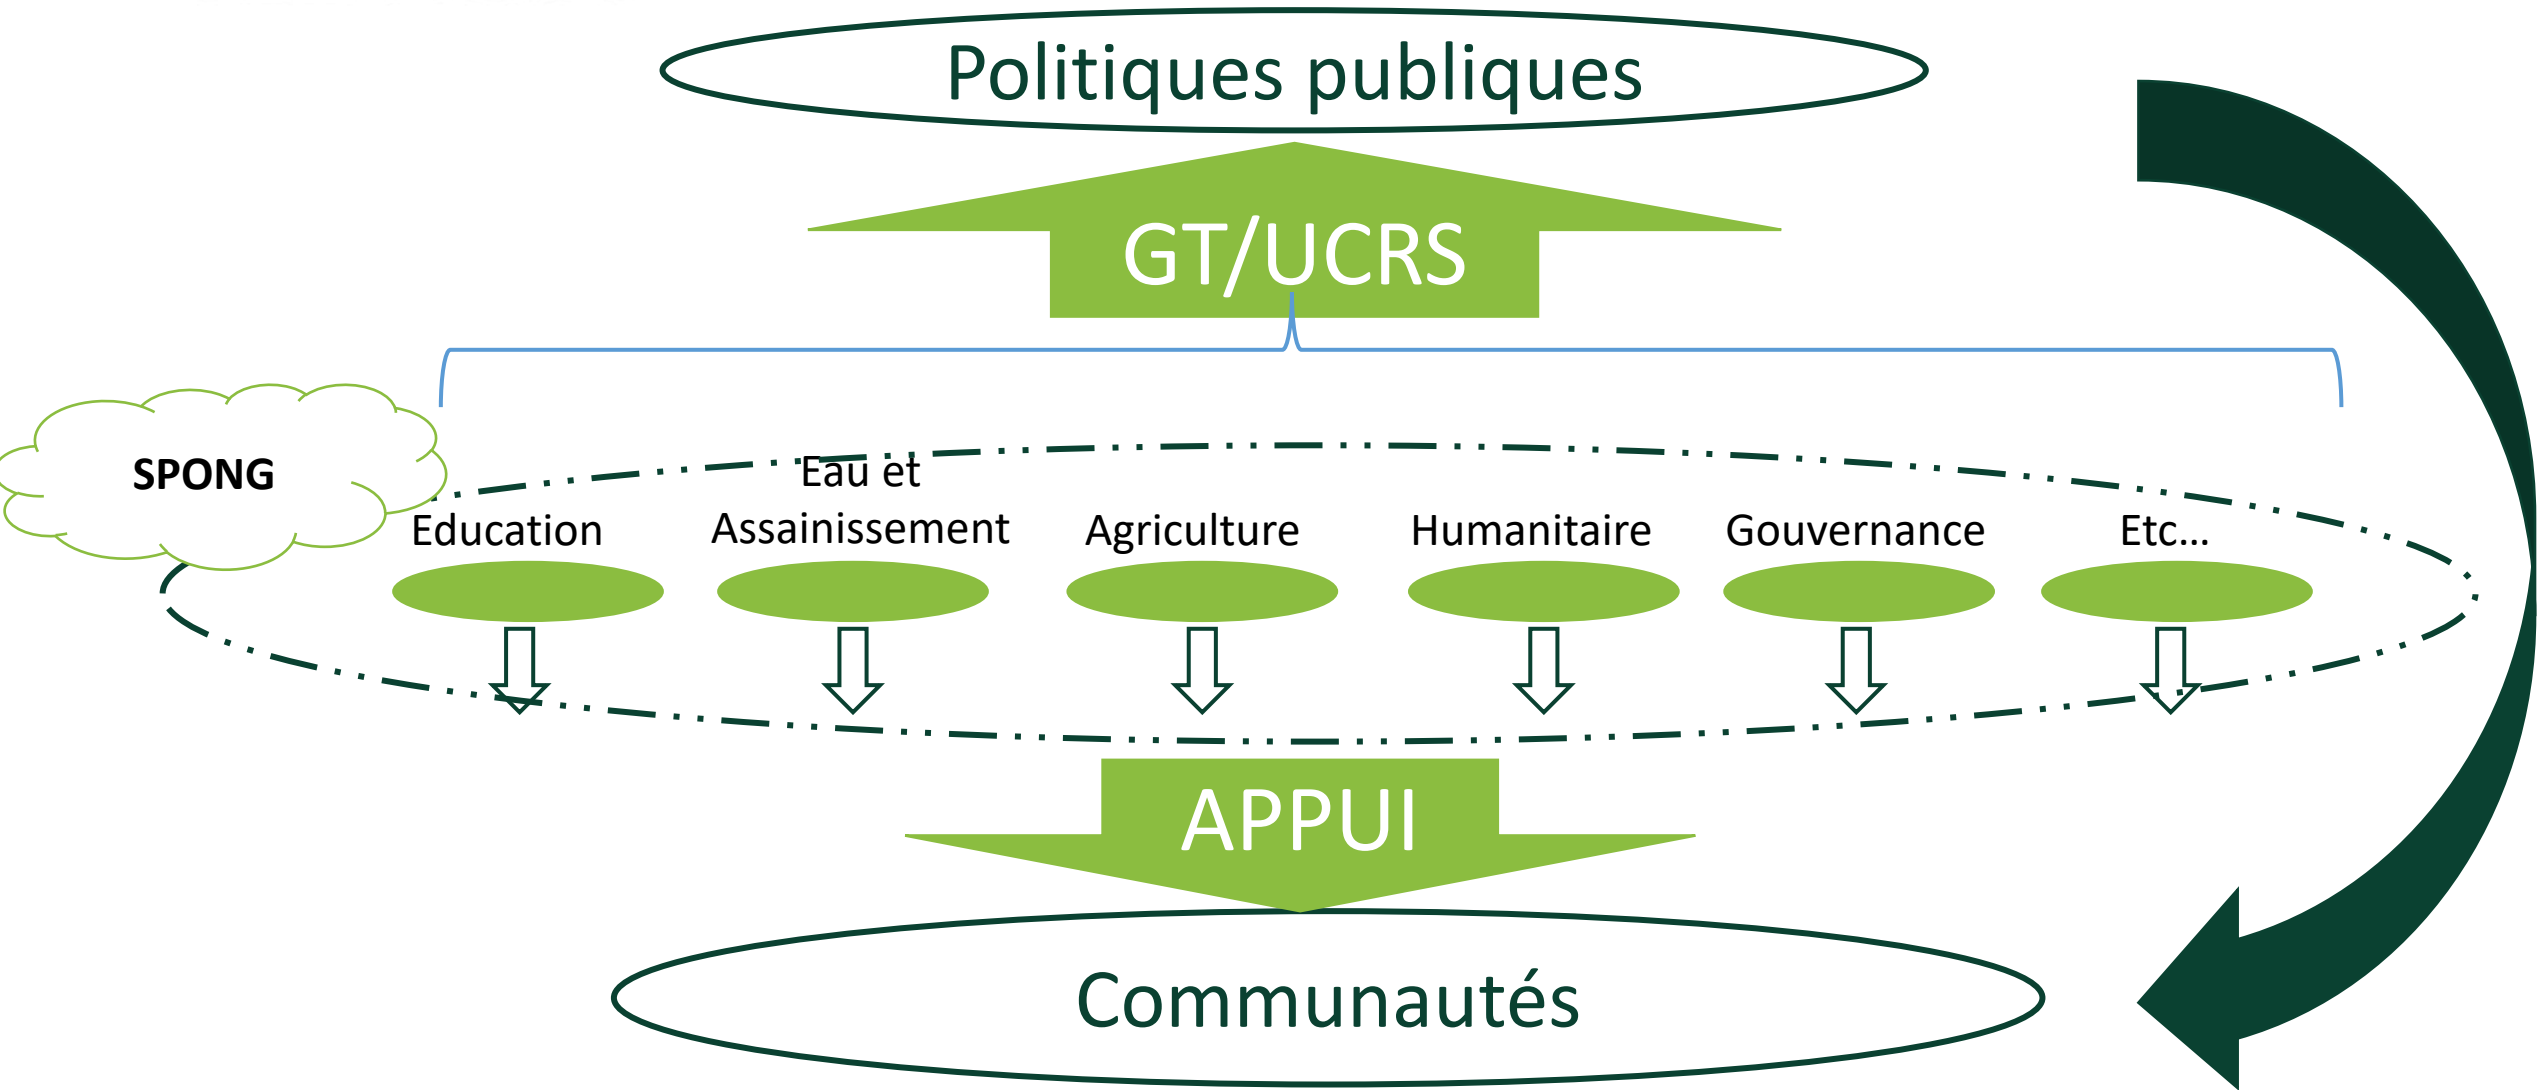 Politiques publiques
GT/UCRS
SPONG
Eau et
Education
Assainissement
Agriculture
Humanitaire
Gouvernance
Etc…
APPUI
Communautés